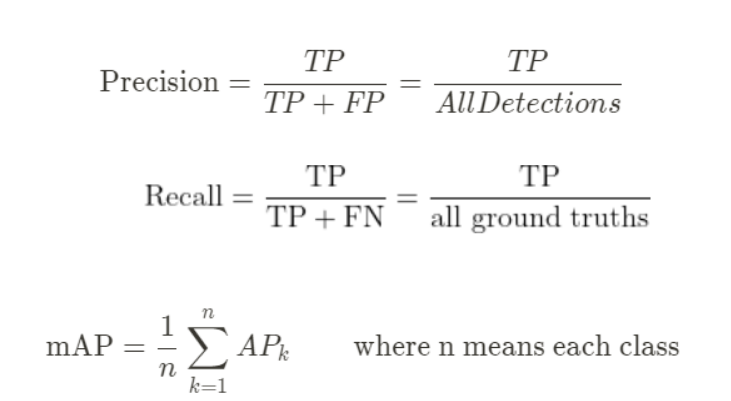 Precision = TP / (TP + FP) = TP / AllDetections
Recall = TP / (TP + FN) = TP / all ground truths
mAP = 1/n ∑_{k=1}^{n} AP_k where n means each class